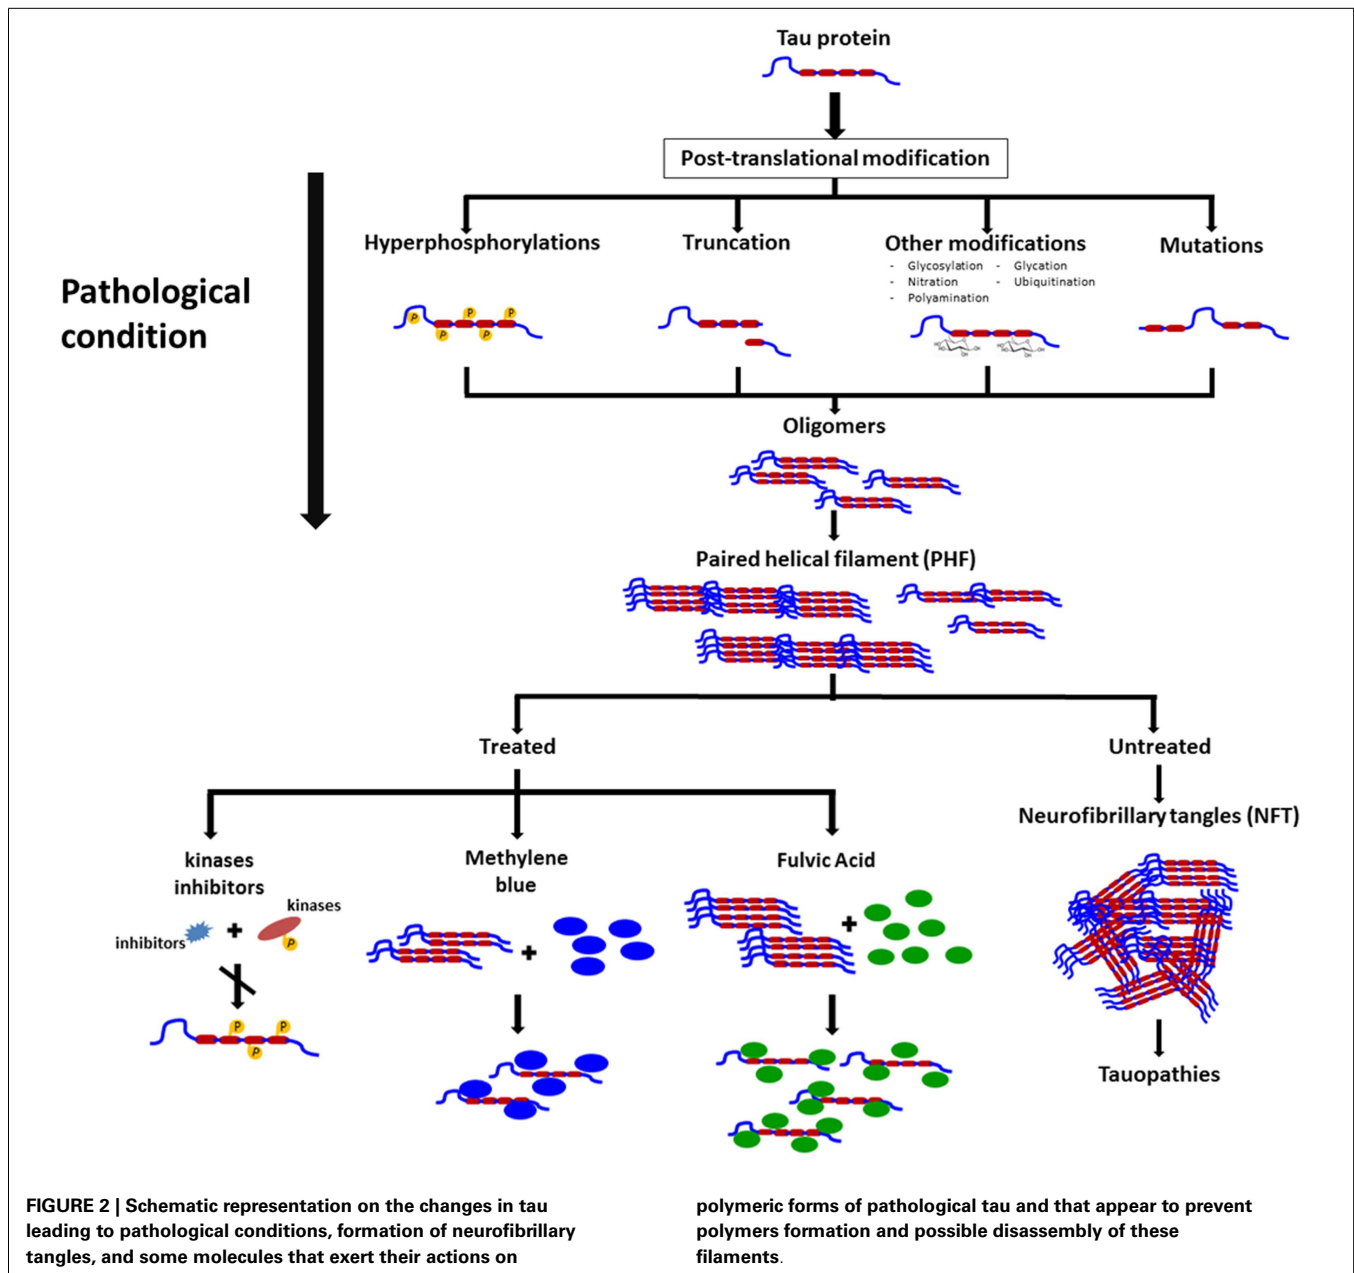 Tau protein
Post-translational modification
Pathological
condition
Hyperphosphorylations
P
P
P
P
P
Truncation
Other modifications
- Glycosylation - Glycation
- Nitration - Ubiquitination
- Polyamination
Mutations
Oligomers
Paired helical filament (PHF)
Treated
Untreated
kinases
inhibitors
inhibitors
+
kinases
P
P
P
P
Methylene
blue
+
Fulvic Acid
+
Neurofibrillary tangles (NFT)
Tauopathies
FIGURE 2 | Schematic representation on the changes in tau
leading to pathological conditions, formation of neurofibrillary
tangles, and some molecules that exert their actions on
polymeric forms of pathological tau and that appear to prevent
polymers formation and possible disassembly of these
filaments.